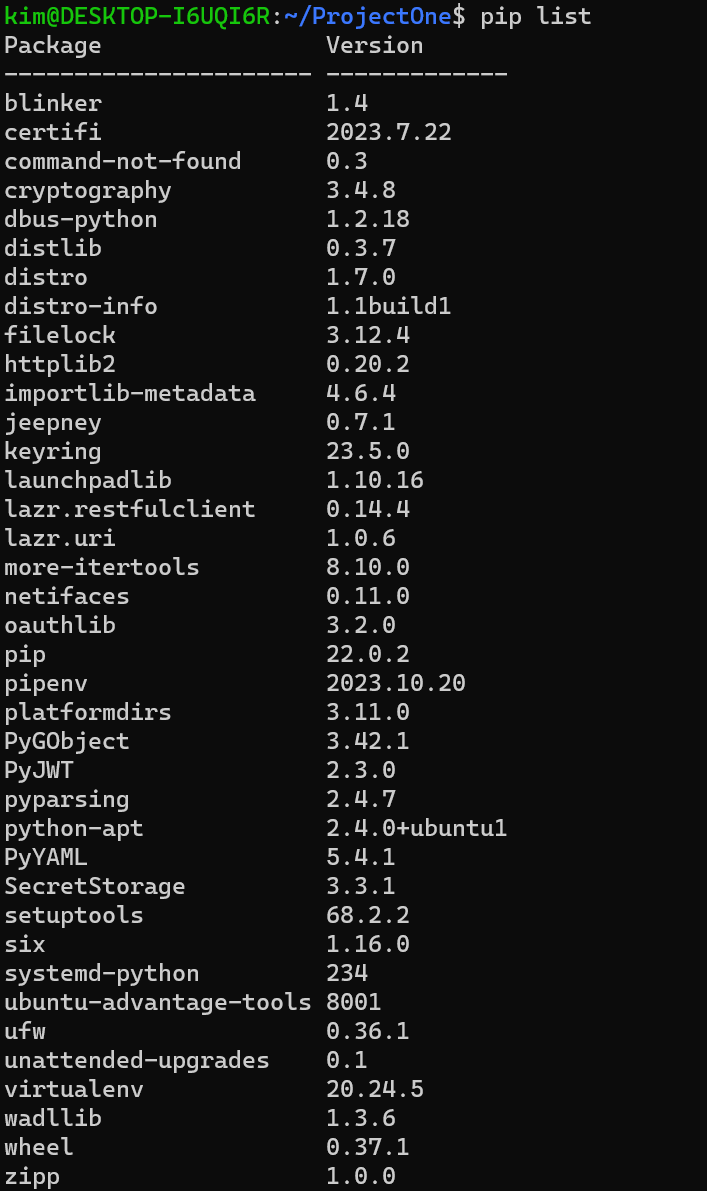 kim@DESKTOP-I6UQI6R:~/ProjectOne$ pip list
Package                Version
---------------------- -------------
blinker                1.4
certifi                2023.7.22
command-not-found      0.3
cryptography           3.4.8
dbus-python            1.2.18
distlib                0.3.7
distro                 1.7.0
distro-info            1.1build1
filelock               3.12.4
httplib2               0.20.2
importlib-metadata     4.6.4
jeepney                0.7.1
keyring                23.5.0
launchpadlib           1.10.16
lazr.restfulclient     0.14.4
lazr.uri               1.0.6
more-itertools         8.10.0
netifaces              0.11.0
oauthlib               3.2.0
pip                    22.0.2
pipenv                 2023.10.20
platformdirs           3.11.0
PyGObject              3.42.1
PyJWT                  2.3.0
pyparsing              2.4.7
python-apt             2.4.0+ubuntu1
PyYAML                 5.4.1
SecretStorage          3.3.1
setuptools             68.2.2
six                    1.16.0
systemd-python         234
ubuntu-advantage-tools 8001
ufw                    0.36.1
unattended-upgrades    0.1
virtualenv             20.24.5
wadllib                1.3.6
wheel                  0.37.1
zipp                   1.0.0